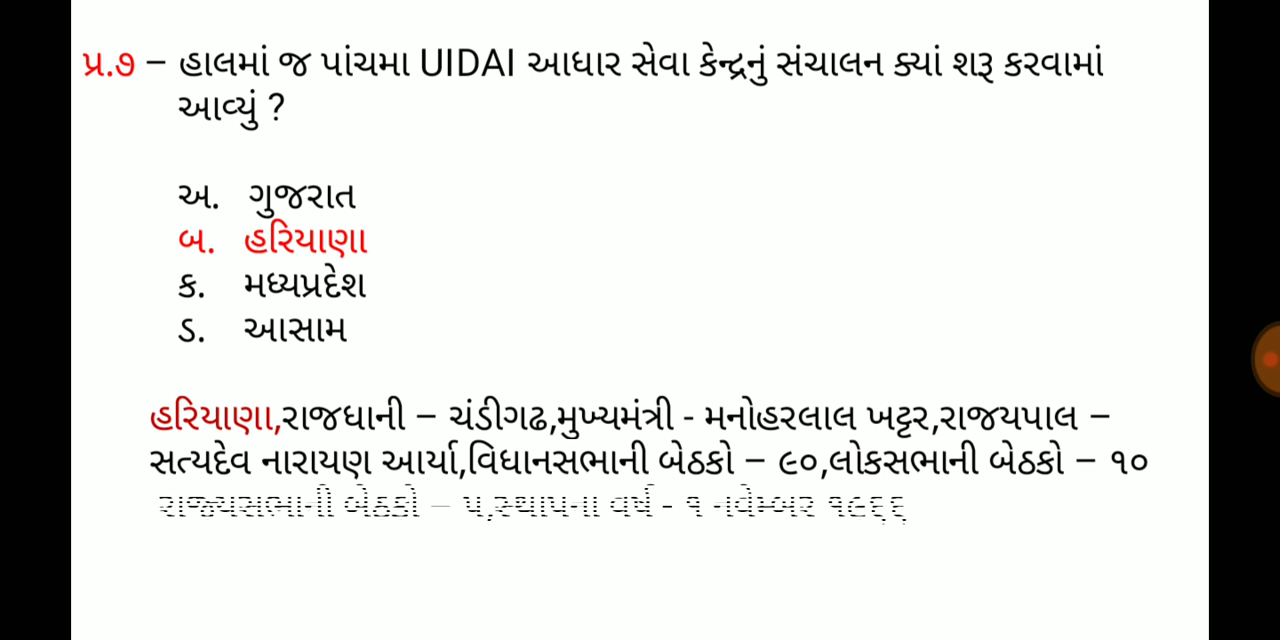 પ્ર.૭ – હાલમાં જ પાંચમા UIDAI આધાર સેવા કેન્દ્રનું સંચાલન ક્યાં શરૂ કરવામાં
આવ્યું ?
અ. ગુજરાત
બ. હરિયાણા
ક. મધ્યપ્રદેશ
ડ. આસામ
હરિયાણા,રાજધાની – ચંડીગઢ,મુખ્યમંત્રી - મનોહરલાલ ખટ્ટર,રાજયપાલ –
સત્યદેવ નારાયણ આર્યા,વિધાનસભાની બેઠકો – ૯૦,લોકસભાની બેઠકો – ૧૦
રાજ્યસભાની બેઠકો – ૫,સ્થાપના વર્ષ - ૧ નવેમ્બર ૧૯૬૬